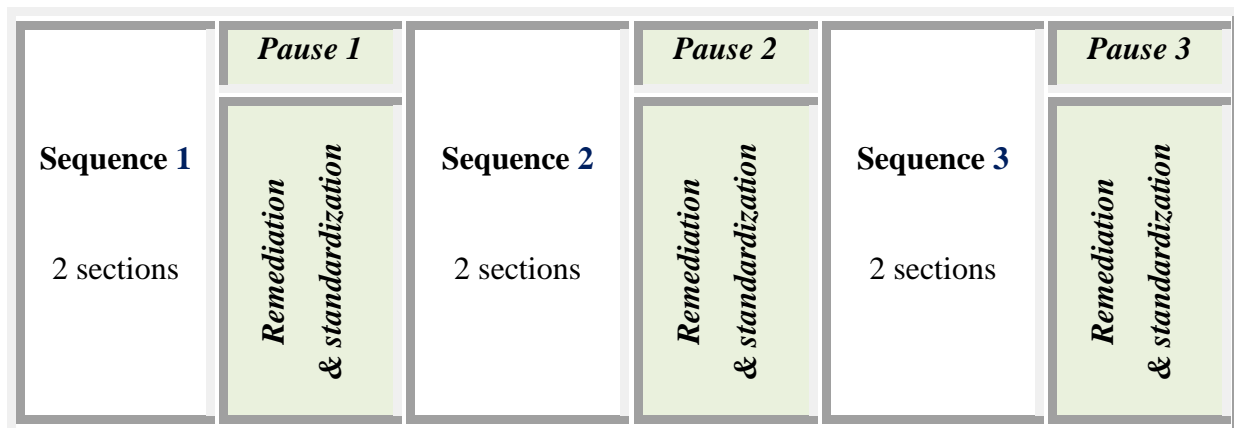 Sequence 1
2 sections
Pause 1
Remediation
& standardization
Sequence 2
2 sections
Pause 2
Remediation
& standardization
Sequence 3
2 sections
Pause 3
Remediation
& standardization